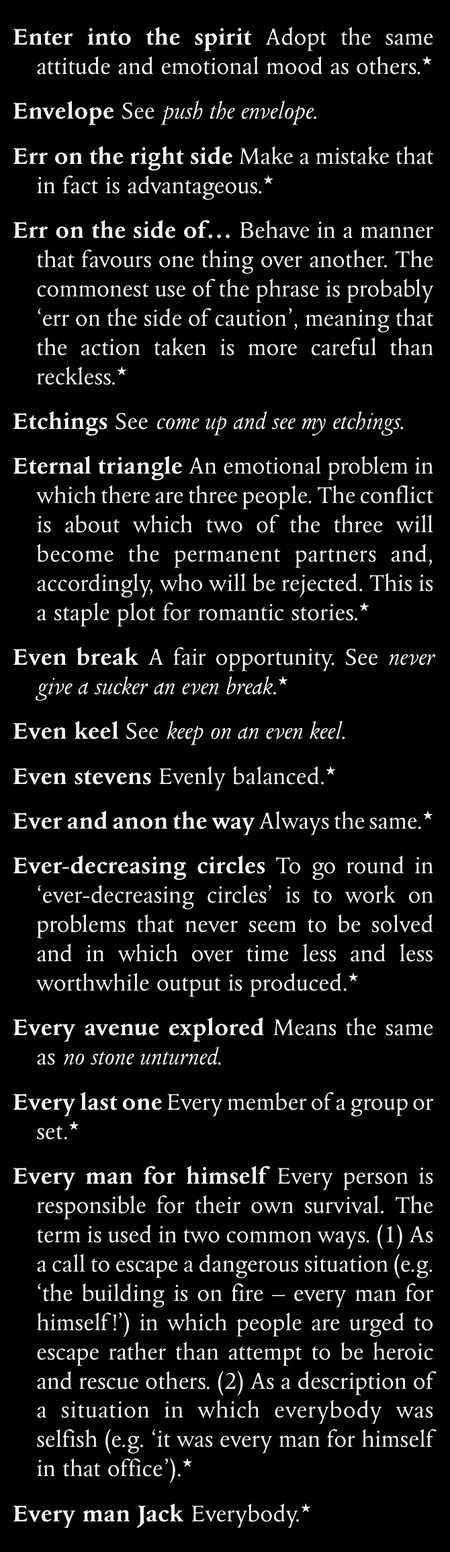 Enter into the spirit Adopt the same
attitude and emotional mood as others.★
Envelope See push the envelope.
Err on the right side Make a mistake that
in fact is advantageous.★
Err on the side of… Behave in a manner
that favours one thing over another. The
commonest use of the phrase is probably
‘err on the side of caution’, meaning that
the action taken is more careful than
reckless.★
Etchings See come up and see my etchings.
Eternal triangle An emotional problem in
which there are three people. The conflict
is about which two of the three will
become the permanent partners and,
accordingly, who will be rejected. This is
a staple plot for romantic stories.★
Even break A fair opportunity. See never
give a sucker an even break.★
Even keel See keep on an even keel.
Even stevens Evenly balanced.★
Ever and anon the way Always the same.★
Ever-decreasing circles To go round in
‘ever-decreasing circles’ is to work on
problems that never seem to be solved
and in which over time less and less
worthwhile output is produced.★
Every avenue explored Means the same
as no stone unturned.
Every last one Every member of a group or
set.★
Every man for himself Every person is
responsible for their own survival. The
term is used in two common ways. (1) As
a call to escape a dangerous situation (e.g.
‘the building is on fire – every man for
himself!’) in which people are urged to
escape rather than attempt to be heroic
and rescue others. (2) As a description of
a situation in which everybody was
selfish (e.g. ‘it was every man for himself
in that office’).★
Every man Jack Everybody.★